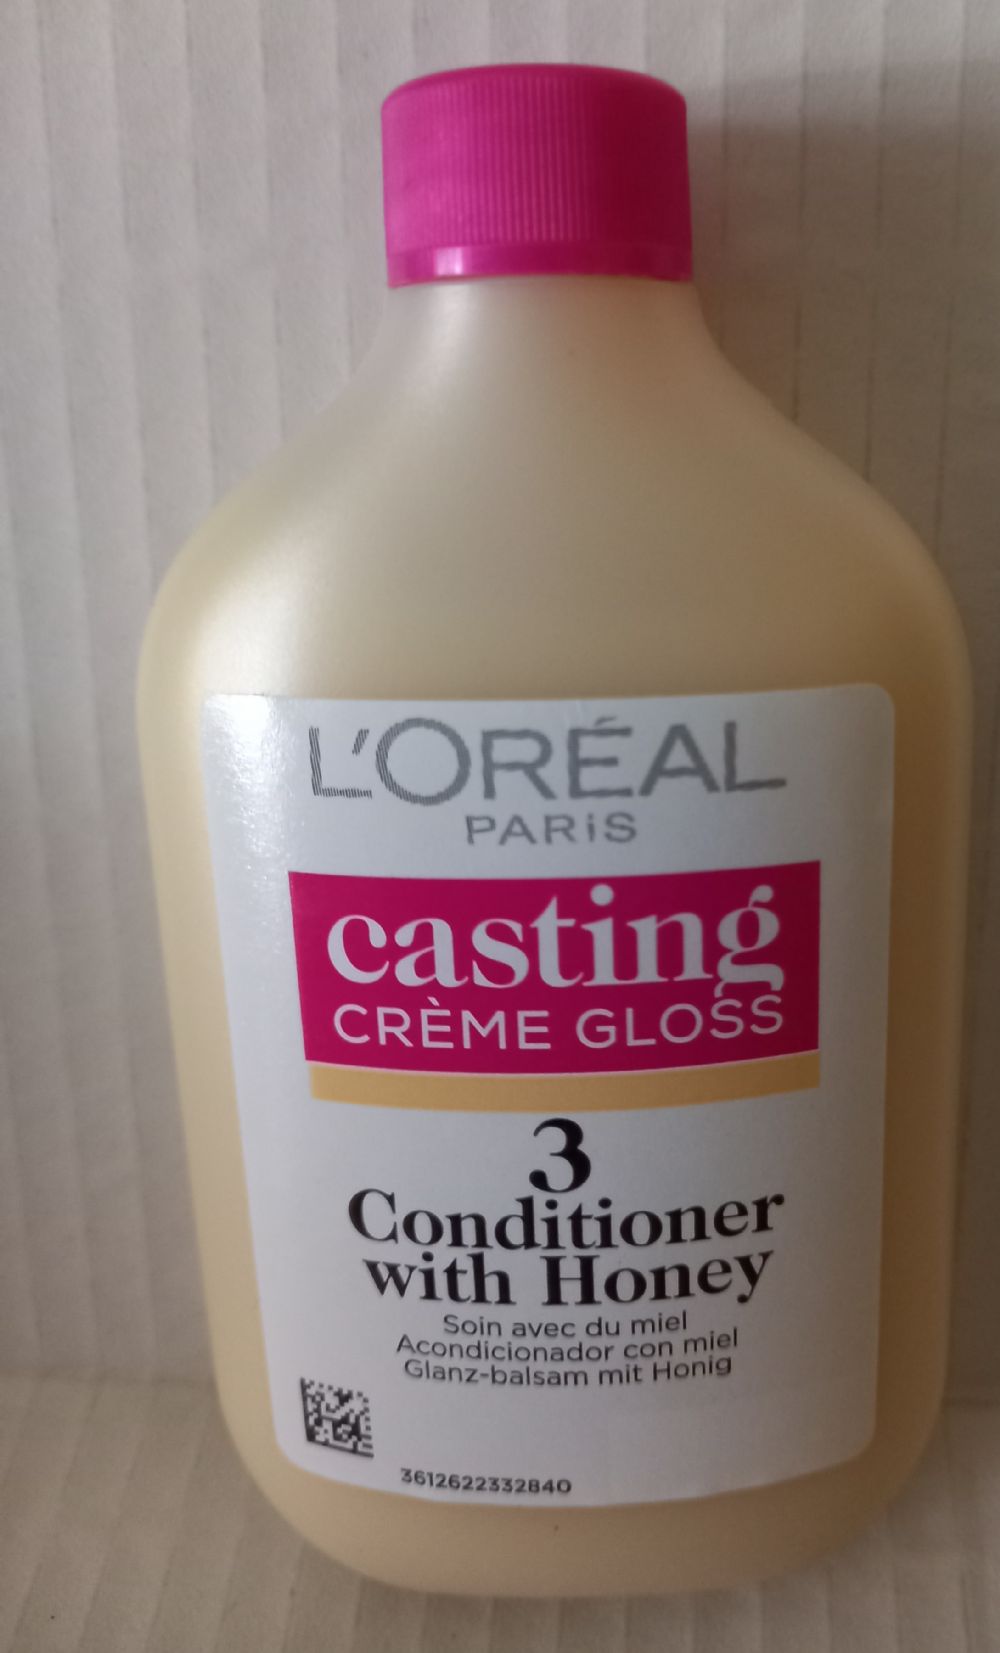 L'ORÉAL
PARiS
casting
CRÈME GLOSS
3
Conditioner
with Honey
Soin avec du miel
Acondicionador con miel
Glanz-balsam mit Honig
3612622332840